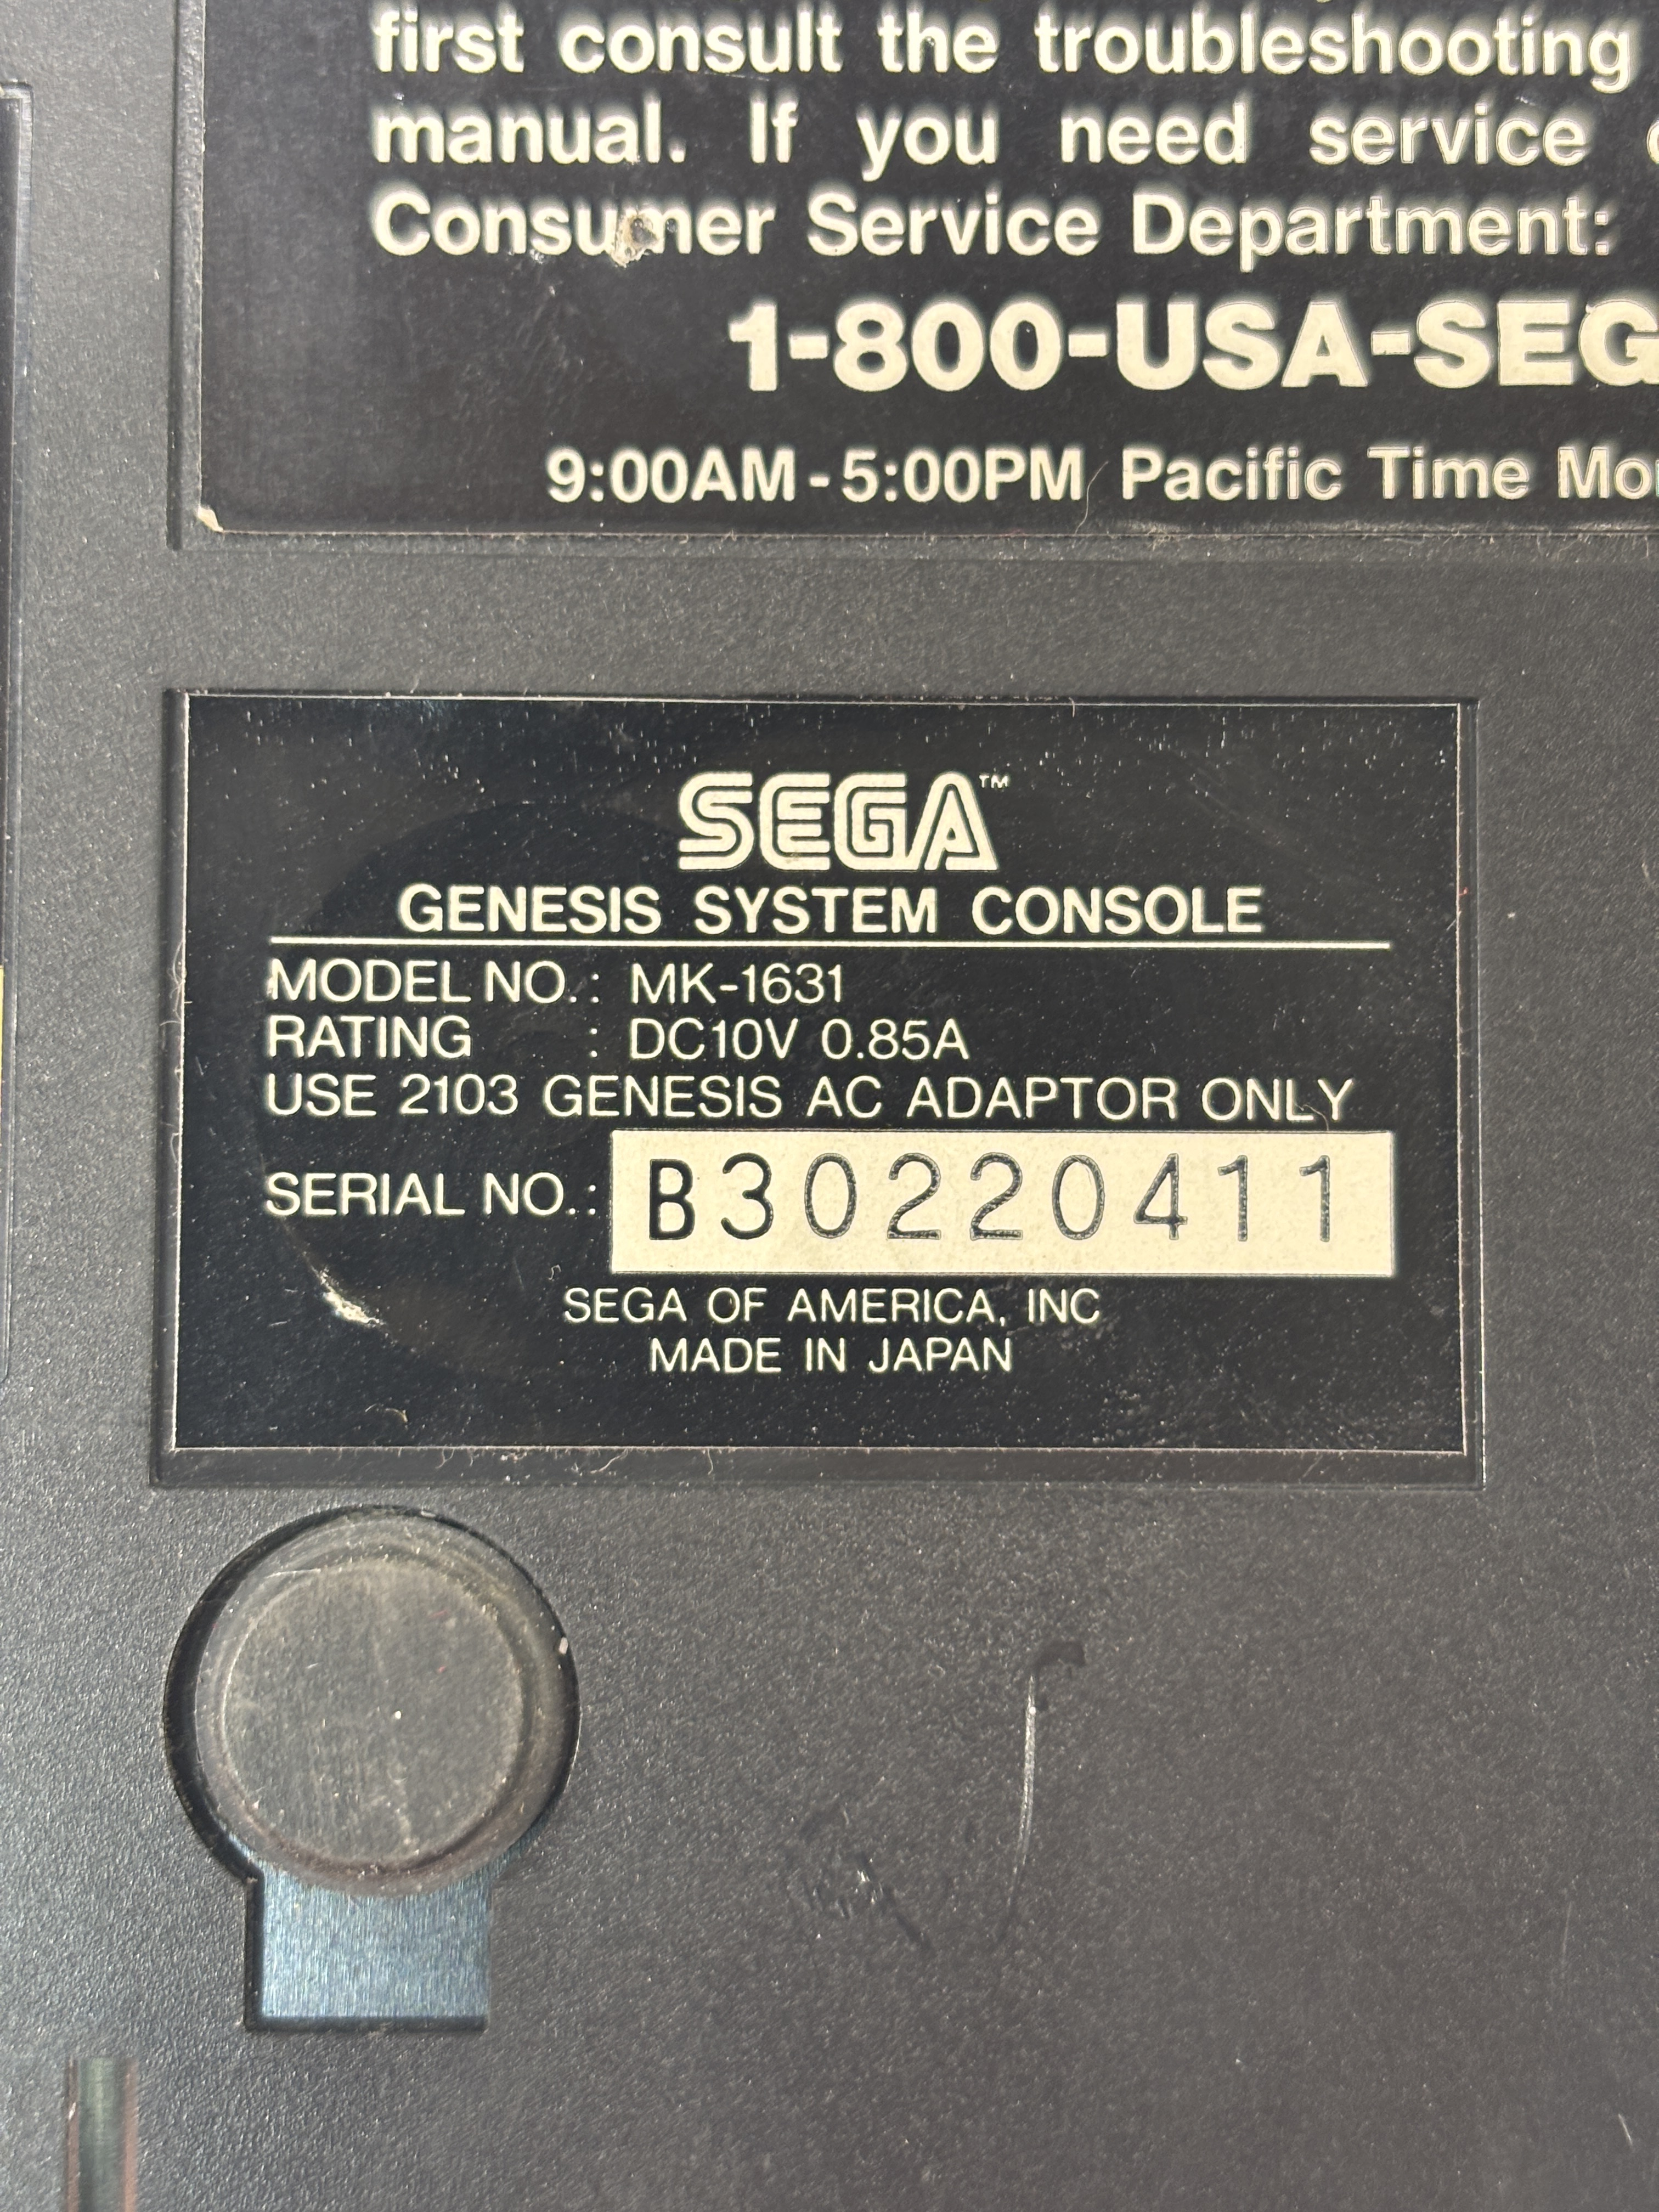 first consult the troubleshooting
manual. If you need service
Consumer Service Department:
1-800-USA-SEG
9:00AM-5:00PM Pacific Time
SEGA™
GENESIS SYSTEM CONSOLE
MODEL NO.: MK-1631
RATING : DC10V 0.85A
USE 2103 GENESIS AC ADAPTOR ONLY
SERIAL NO.: B30220411
SEGA OF AMERICA, INC
MADE IN JAPAN